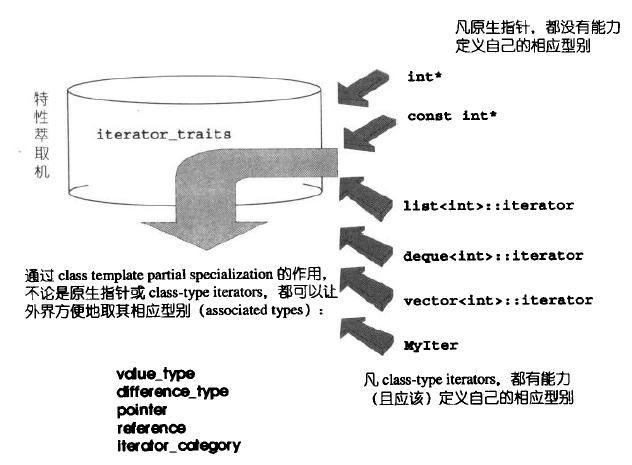 凡原生指针，都没有能力
定义自己的相应型别
int*
const int*
特性萃取机
iterator_traits
list<int>::iterator
deque<int>::iterator
vector<int>::iterator
MyIter
通过 class template partial specialization 的作用，
不论是原生指针或 class-type iterators，都可以让
外界方便地取其相应型别（associated types）：
凡 class-type iterators，都有能力
（且应该）定义自己的相应型别
value_type
difference_type
pointer
reference
iterator_category